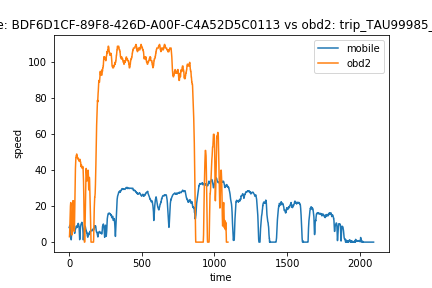 e: BDF6D1CF-89F8-426D-A00F-C4A52D5C0113 vs obd2: trip_TAU99985_
mobile
obd2
speed
100
80
60
40
20
0
0 500 1000 1500 2000
time